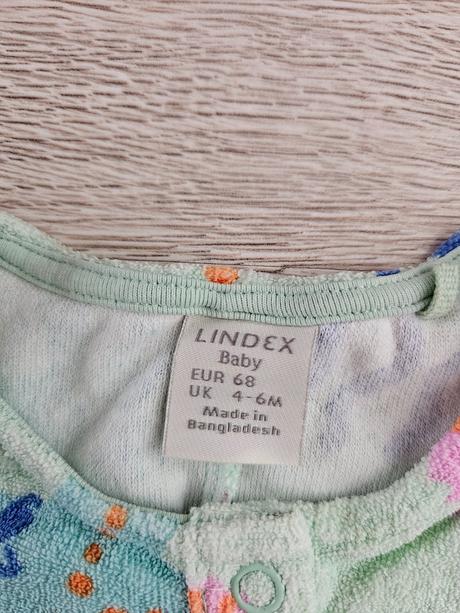 LINDEX
Baby
EUR 68
UK 4-6M
Made in
Bangladesh